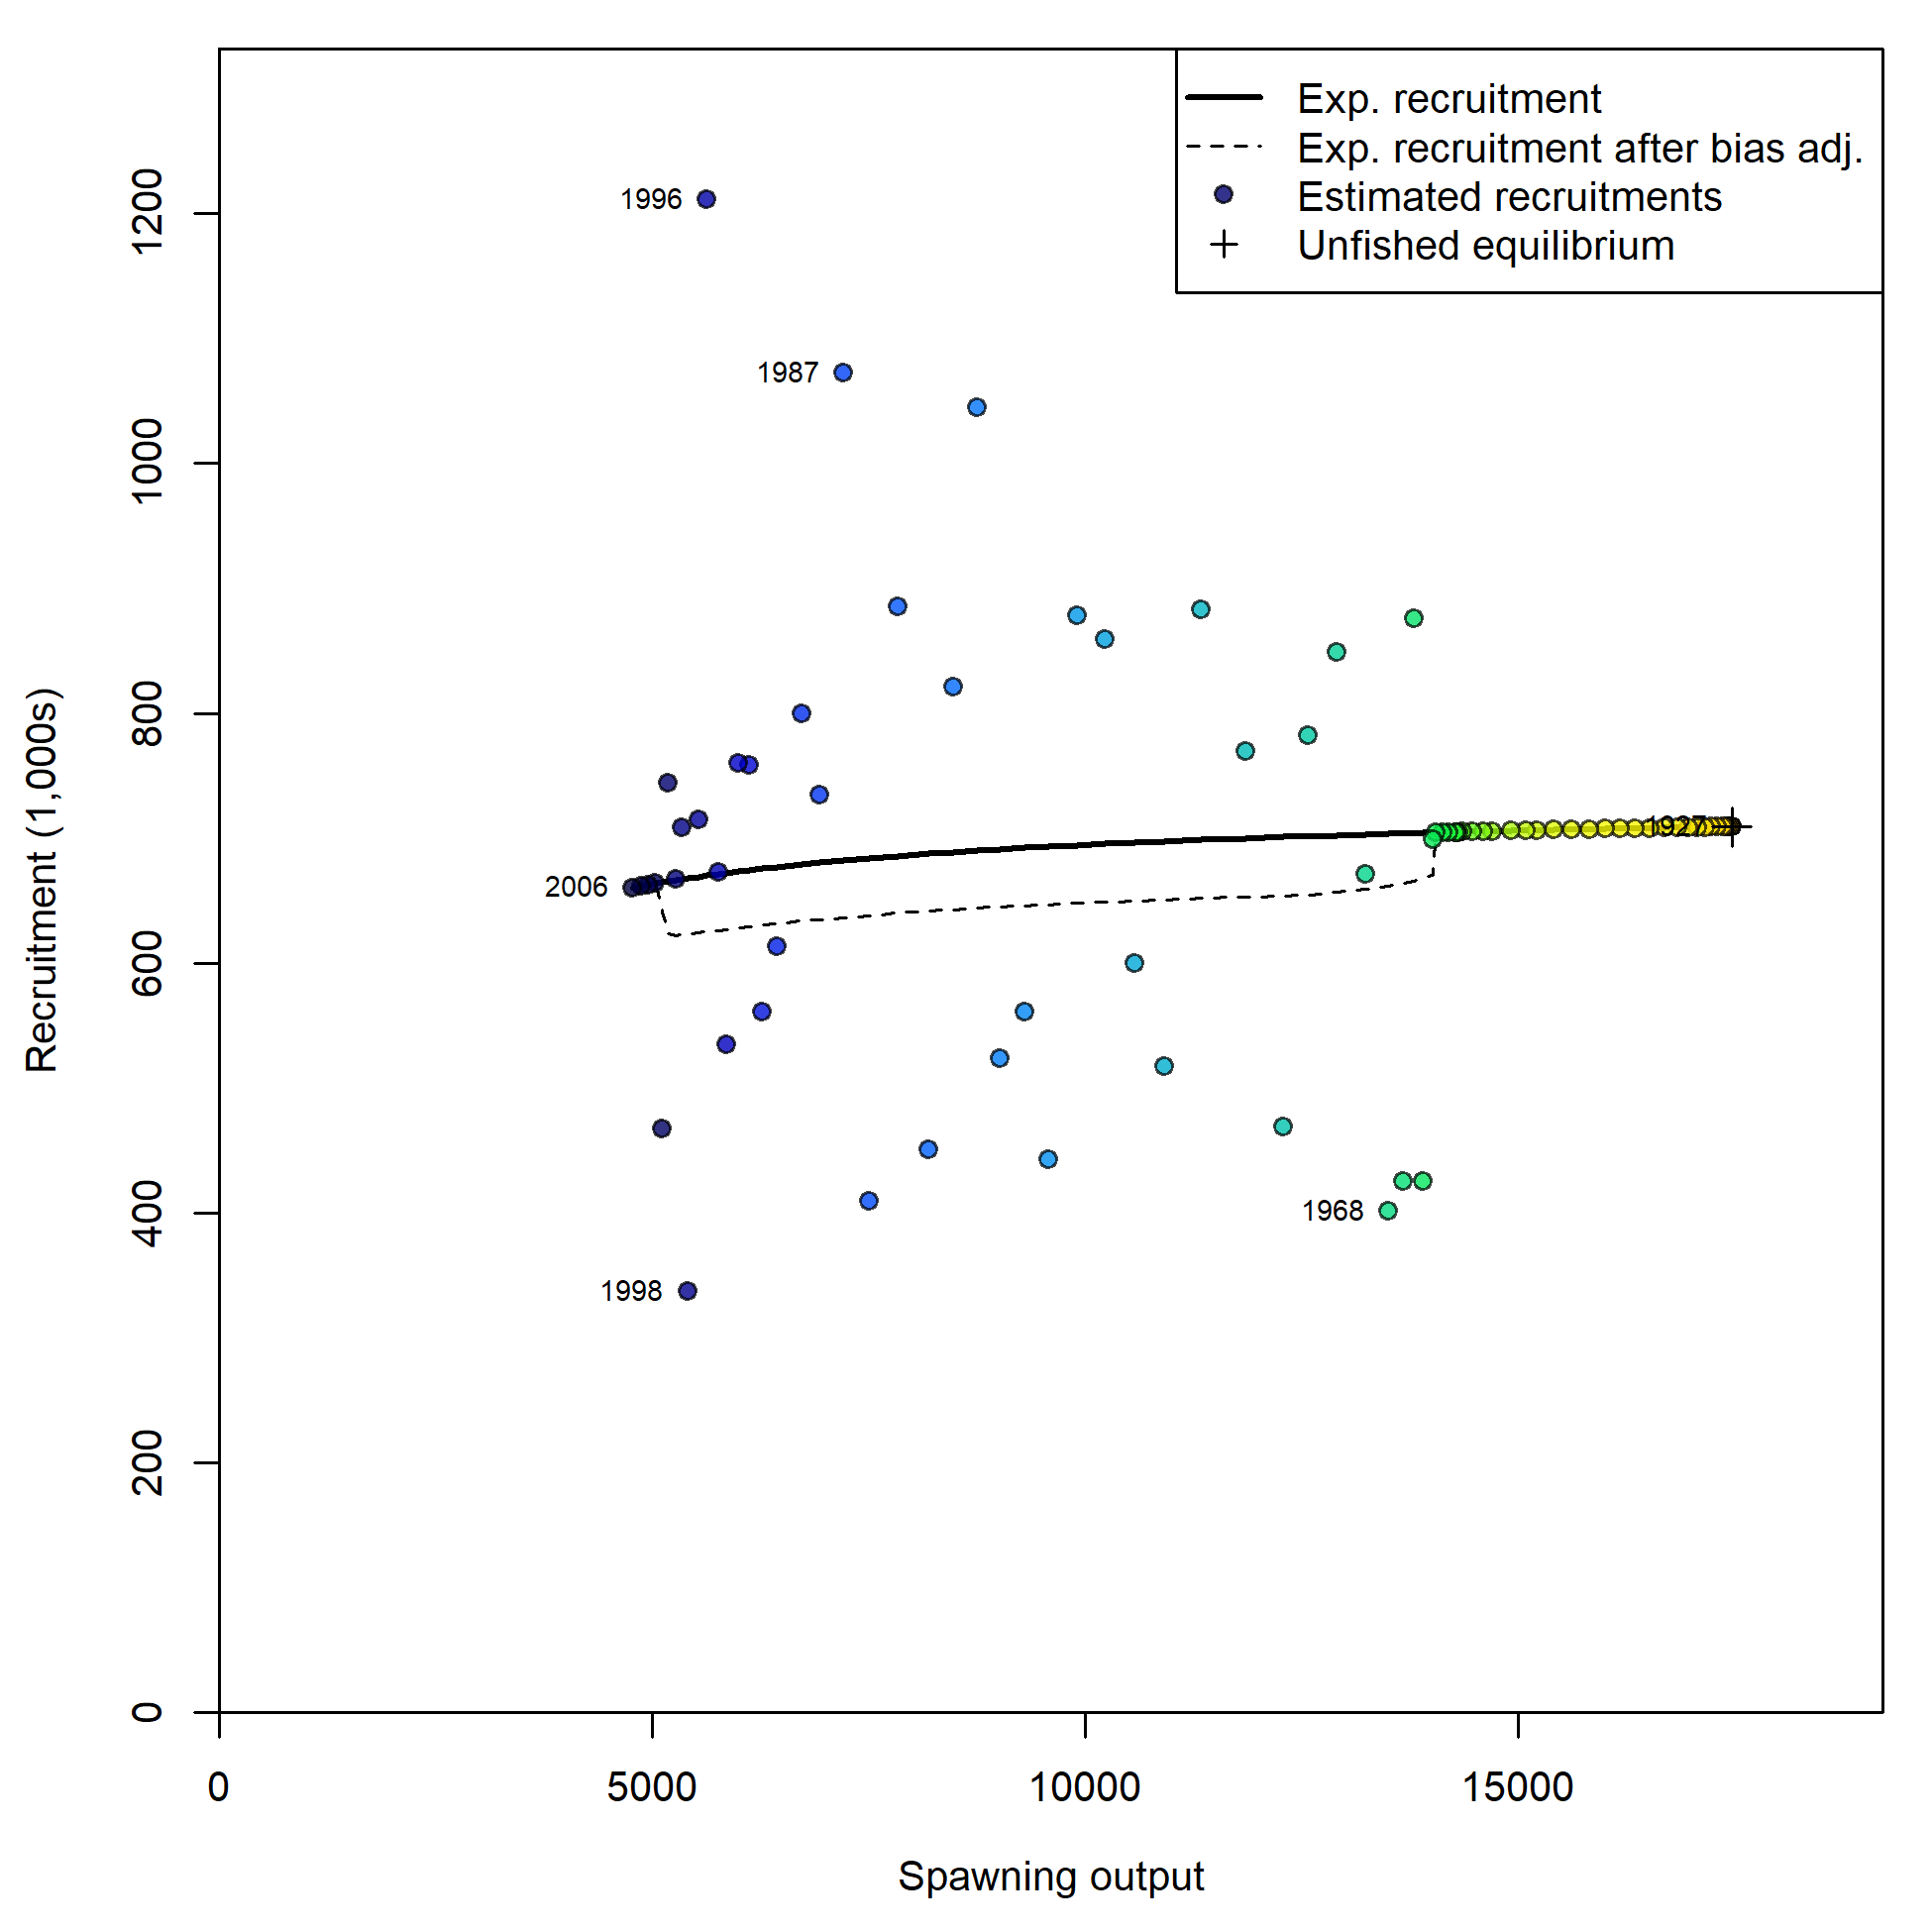 Exp. recruitment
Exp. recruitment after bias adj.
Estimated recruitments
Unfished equilibrium
1996
1987
1927
2006
1968
1998
Recruitment (1,000s)
1200
1000
800
600
400
200
0
0
5000
10000
15000
Spawning output